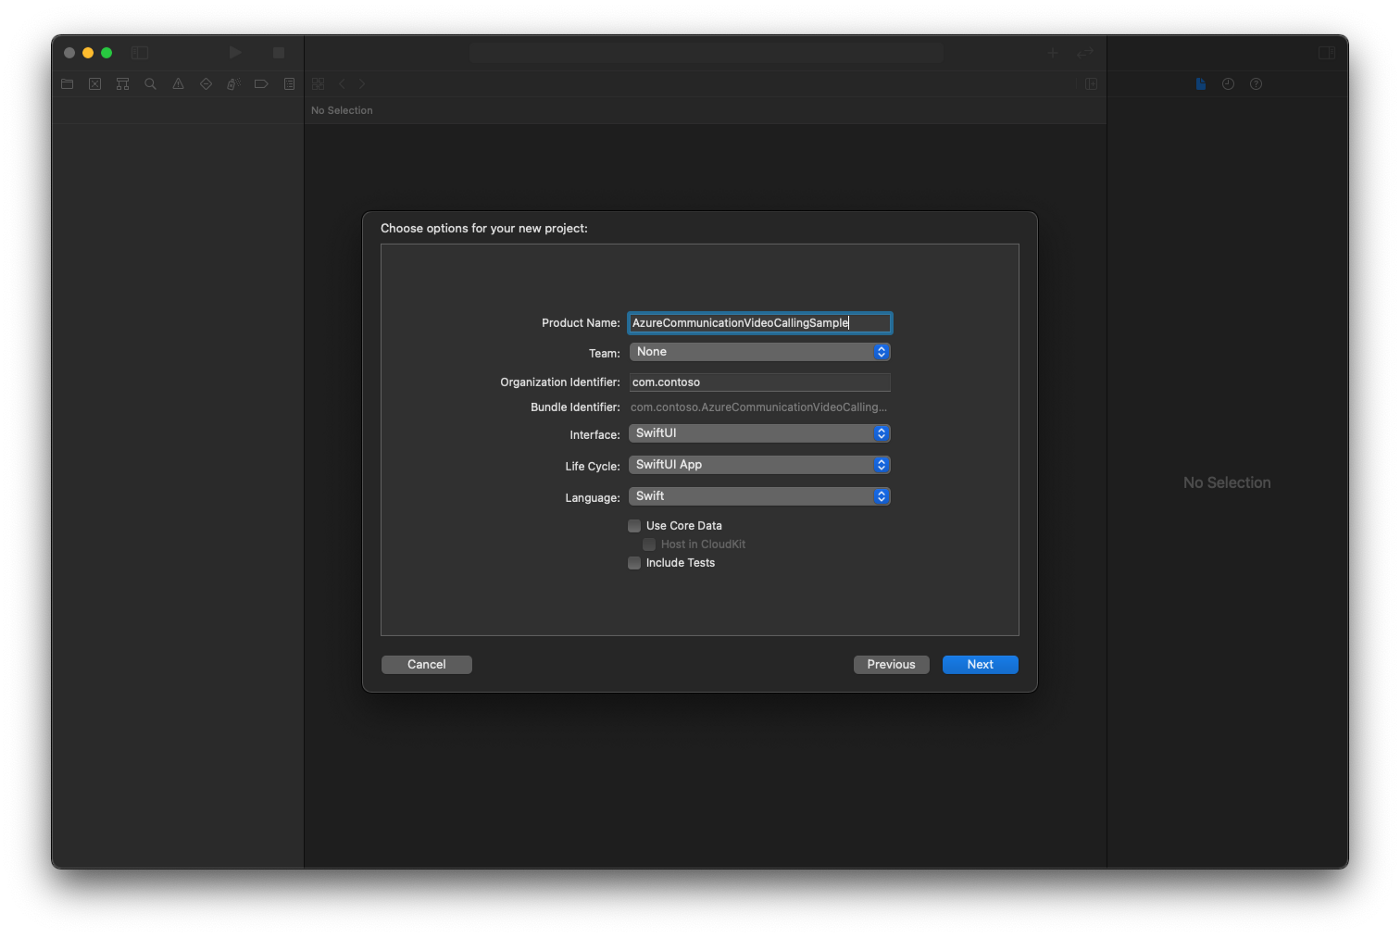 No Selection
Choose options for your new project:
Product Name: AzureCommunicationVideoCallingSample
Team: None
Organization Identifier: com.contoso
Bundle Identifier: com.contoso.AzureCommunicationVideoCalling...
Interface: SwiftUI
Life Cycle: SwiftUI App
Language: Swift
Use Core Data
Host in CloudKit
Include Tests
No Selection
Cancel Previous Next